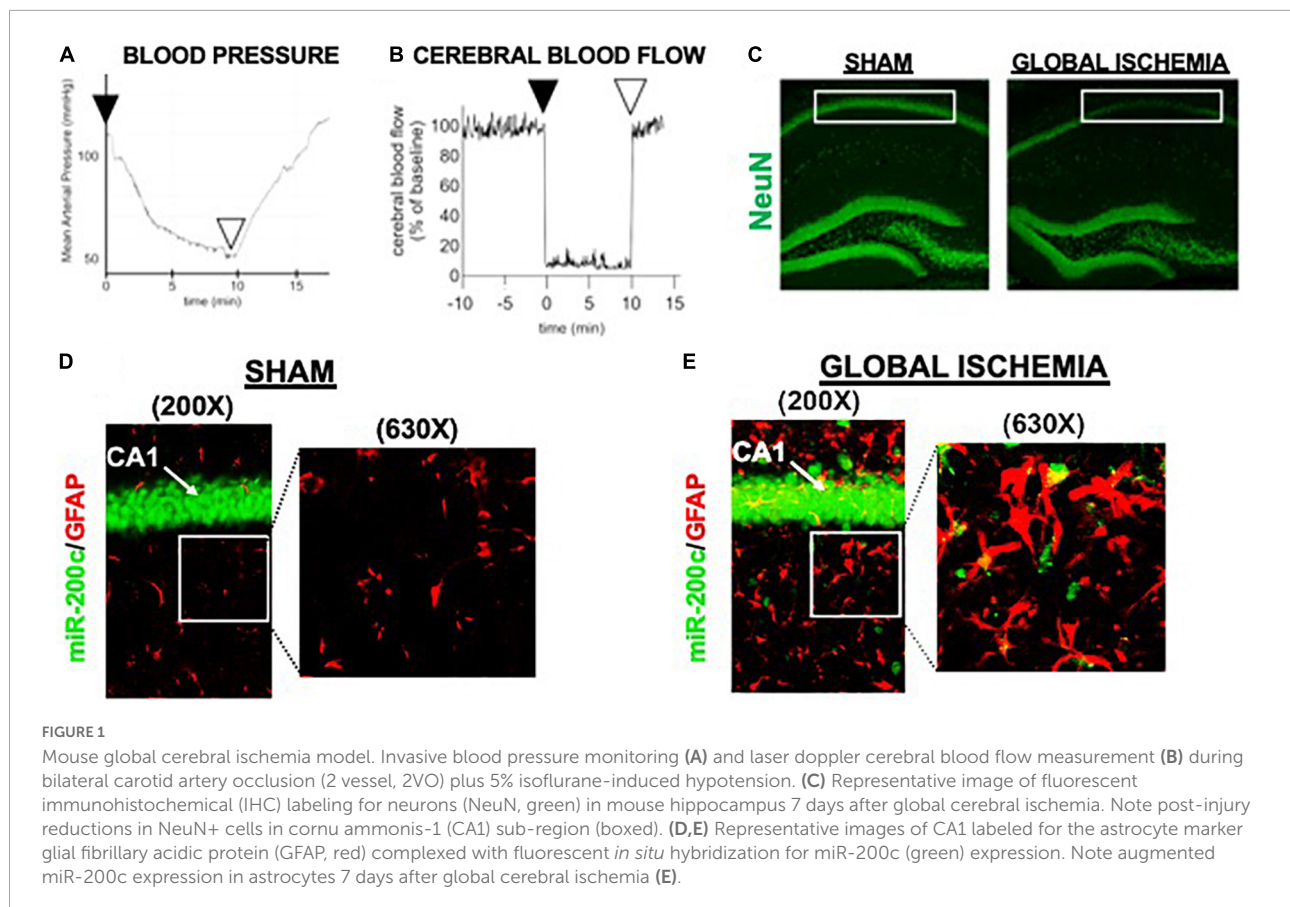 A
BLOOD PRESSURE
Mean Arterial Pressure (mmHg)
100
50
0
5
10
15
time (min)
B
CEREBRAL BLOOD FLOW
cerebral blood flow
(% of baseline)
100
80
60
40
20
0
-10
-5
0
5
10
15
time (min)
C
SHAM
GLOBAL ISCHEMIA
NeuN
D
SHAM
(200X)
(630X)
CA1
miR-200c/GFAP
E
GLOBAL ISCHEMIA
(200X)
(630X)
CA1
miR-200c/GFAP
FIGURE 1
Mouse global cerebral ischemia model. Invasive blood pressure monitoring (A) and laser doppler cerebral blood flow measurement (B) during
bilateral carotid artery occlusion (2 vessel, 2VO) plus 5% isoflurane-induced hypotension. (C) Representative image of fluorescent
immunohistochemical (IHC) labeling for neurons (NeuN, green) in mouse hippocampus 7 days after global cerebral ischemia. Note post-injury
reductions in NeuN+ cells in cornu ammonis-1 (CA1) sub-region (boxed). (D,E) Representative images of CA1 labeled for the astrocyte marker
glial fibrillary acidic protein (GFAP, red) complexed with fluorescent in situ hybridization for miR-200c (green) expression. Note augmented
miR-200c expression in astrocytes 7 days after global cerebral ischemia (E).